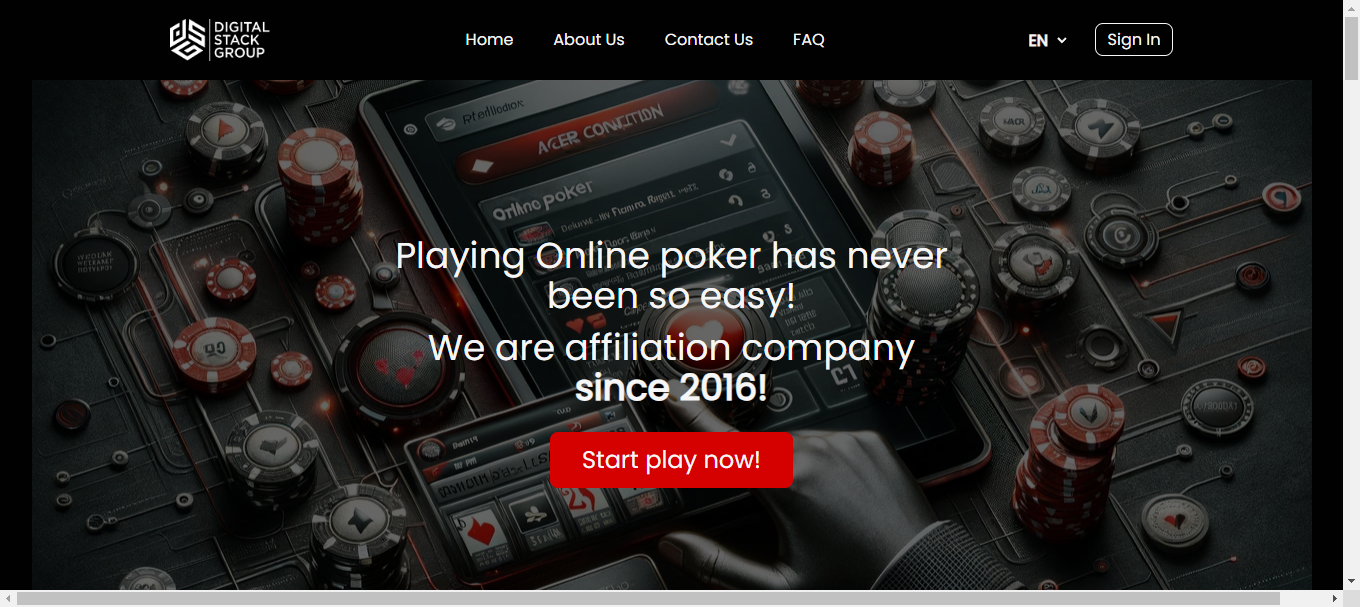 DIGITAL
STACK
GROUP
Home
About Us
Contact Us
FAQ
EN
Sign In
Playing Online poker has never
been so easy!
We are affiliation company
since 2016!
Start play now!